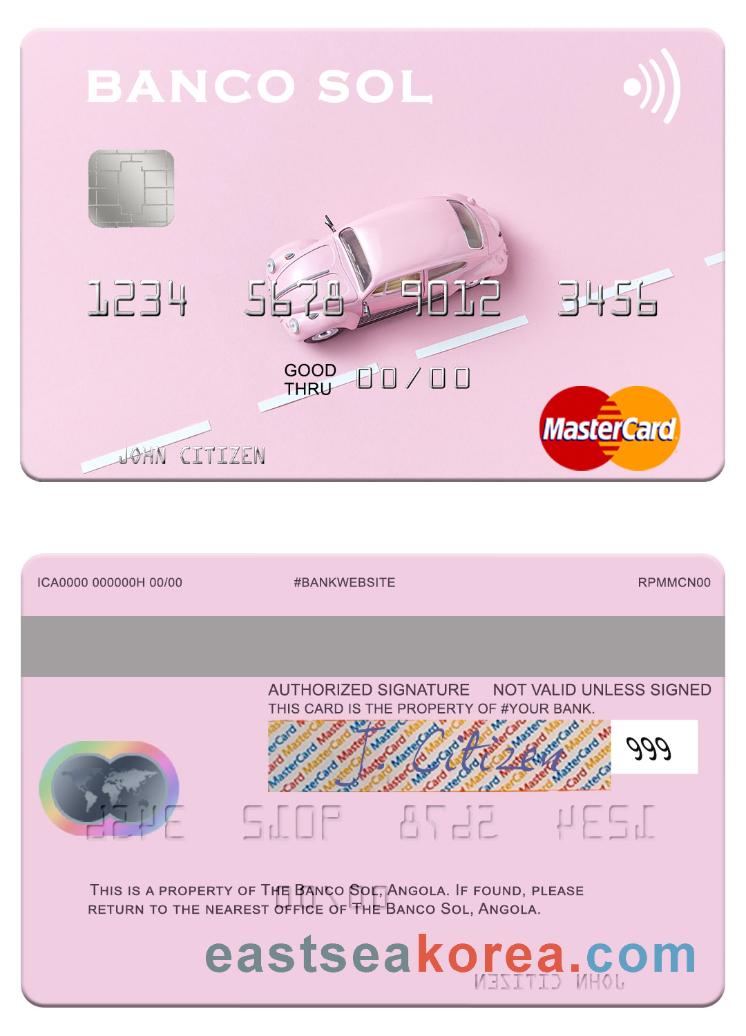 BANCO SOL
1234 5678 9012 3456
GOOD
THRU 00/00
MasterCard
JOHN CITIZEN
ICA0000 000000H 00/00 #BANKWEBSITE RPMMCN00
AUTHORIZED SIGNATURE NOT VALID UNLESS SIGNED
THIS CARD IS THE PROPERTY OF #YOUR BANK.
J. Citizen 999
THIS IS A PROPERTY OF THE BANCO SOL, ANGOLA. IF FOUND, PLEASE
RETURN TO THE NEAREST OFFICE OF THE BANCO SOL, ANGOLA.
eastseakorea.com